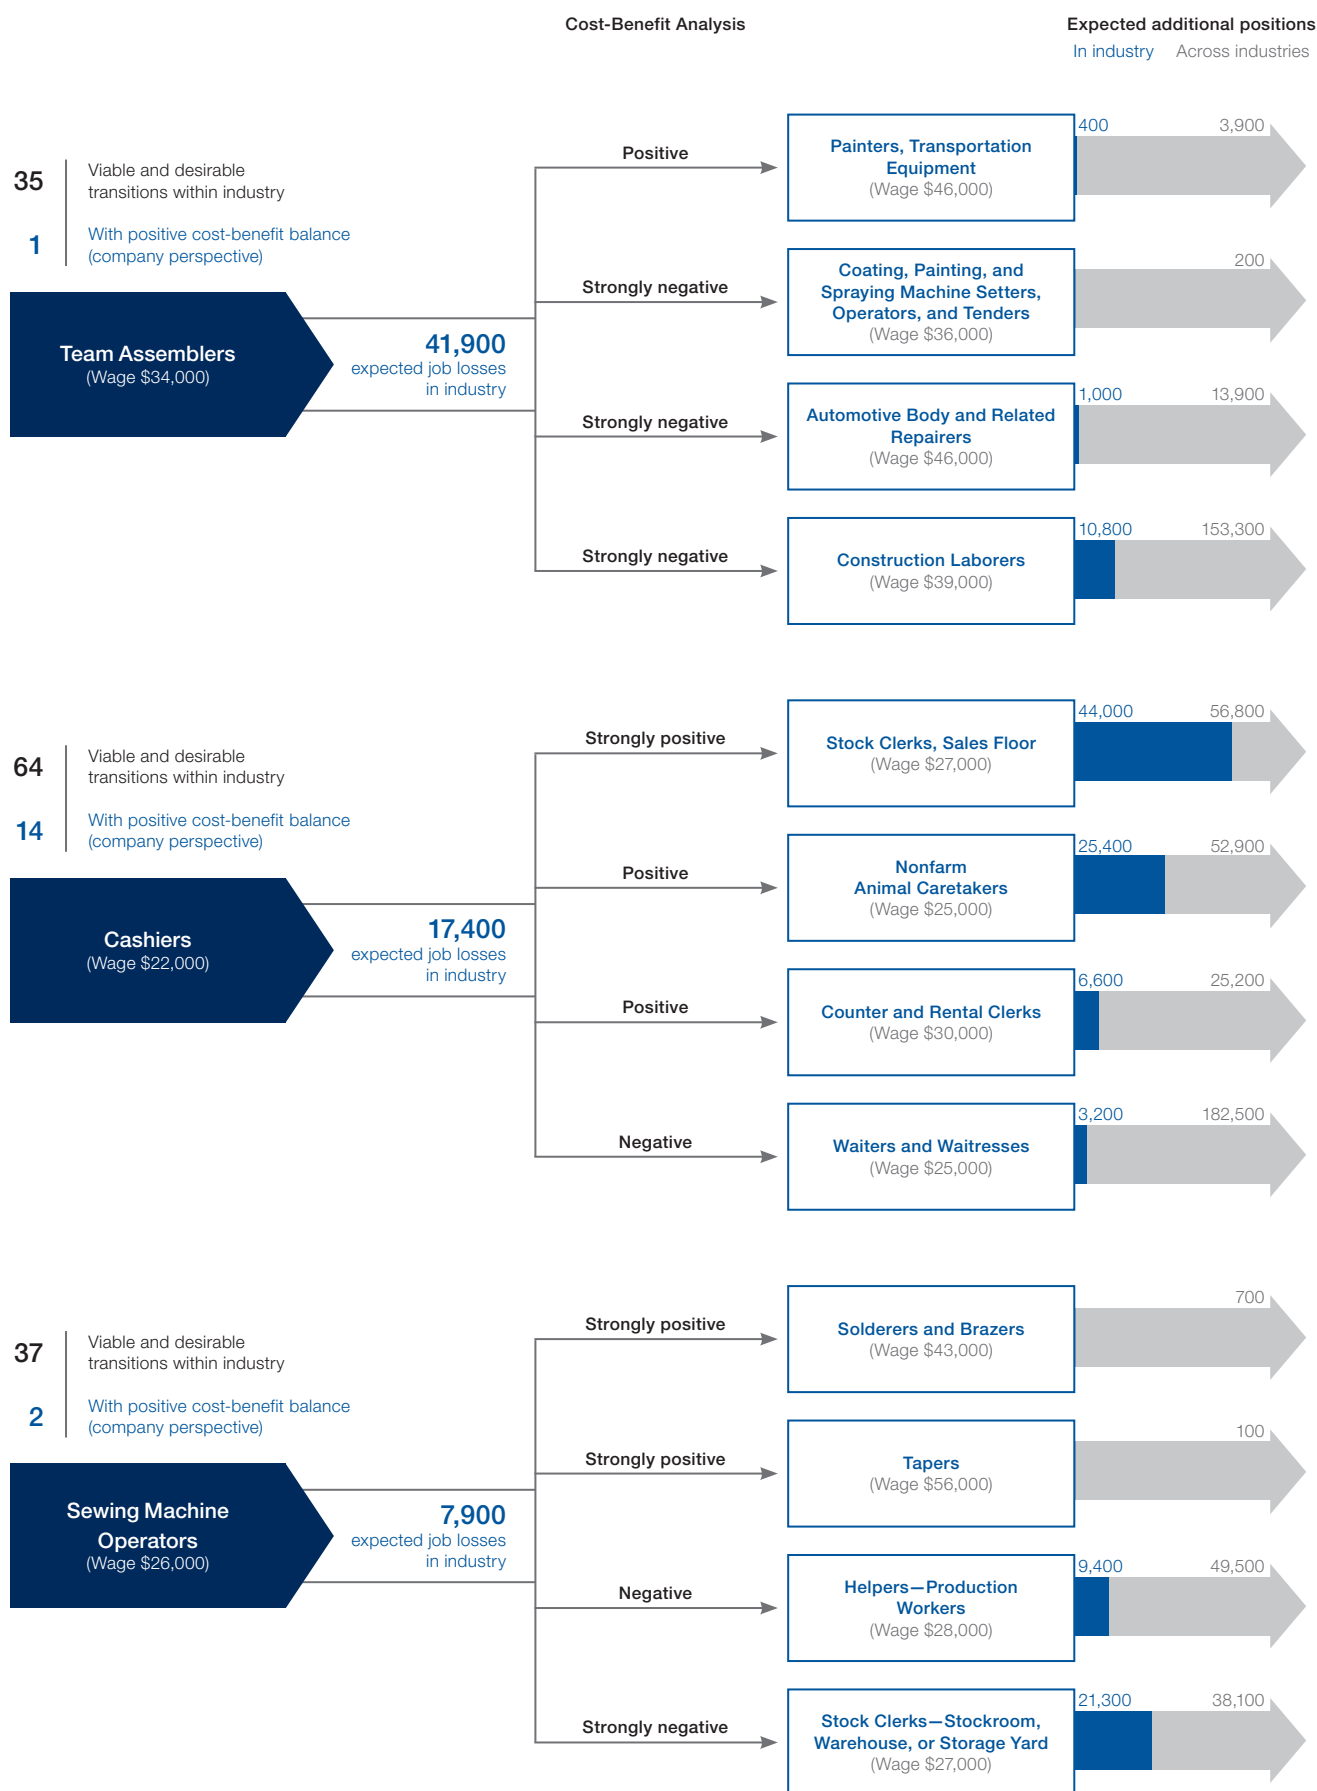 Cost-Benefit Analysis
Expected additional positions
In industry Across industries
35
Viable and desirable
transitions within industry
1
With positive cost-benefit balance
(company perspective)
Team Assemblers
(Wage $34,000)
41,900
expected job losses
in industry
Positive
Painters, Transportation
Equipment
(Wage $46,000)
400 3,900
Strongly negative
Coating, Painting, and
Spraying Machine Setters,
Operators, and Tenders
(Wage $36,000)
200
Strongly negative
Automotive Body and Related
Repairers
(Wage $46,000)
1,000 13,900
Strongly negative
Construction Laborers
(Wage $39,000)
10,800 153,300
64
Viable and desirable
transitions within industry
14
With positive cost-benefit balance
(company perspective)
Cashiers
(Wage $22,000)
17,400
expected job losses
in industry
Strongly positive
Stock Clerks, Sales Floor
(Wage $27,000)
44,000 56,800
Positive
Nonfarm
Animal Caretakers
(Wage $25,000)
25,400 52,900
Positive
Counter and Rental Clerks
(Wage $30,000)
6,600 25,200
Negative
Waiters and Waitresses
(Wage $25,000)
3,200 182,500
37
Viable and desirable
transitions within industry
2
With positive cost-benefit balance
(company perspective)
Sewing Machine
Operators
(Wage $26,000)
7,900
expected job losses
in industry
Strongly positive
Solderers and Brazers
(Wage $43,000)
700
Strongly positive
Tapers
(Wage $56,000)
100
Negative
Helpers—Production
Workers
(Wage $28,000)
9,400 49,500
Strongly negative
Stock Clerks—Stockroom,
Warehouse, or Storage Yard
(Wage $27,000)
21,300 38,100